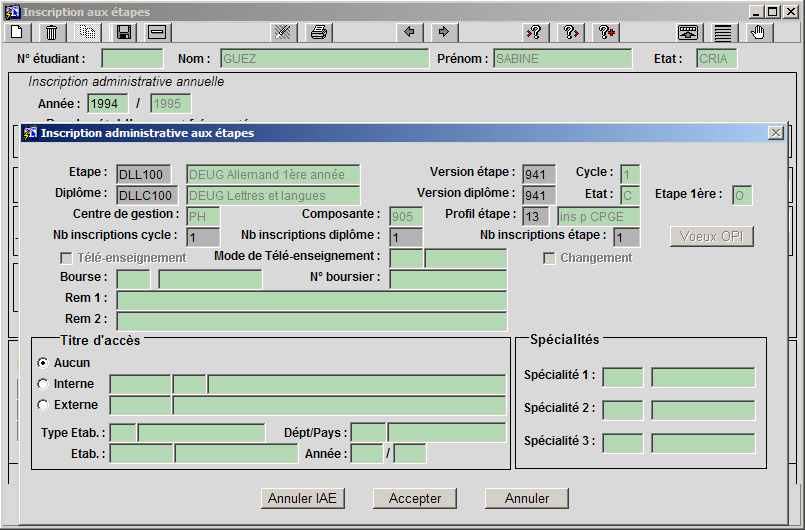 Inscription aux étapes
N° étudiant : Nom : GUEZ Prénom : SABINE Etat : CRIA
Inscription administrative annuelle
Année : 1994 / 1995
Inscription administrative aux étapes
Etape : DLL100 DEUG Allemand 1ère année Version étape : 941 Cycle : 1
Diplôme : DLLC100 DEUG Lettres et langues Version diplôme : 941 Etat : C Etape 1ère : O
Centre de gestion : PH Composante : 905 Profil étape : 13 ins p CPGE
Nb inscriptions cycle : 1 Nb inscriptions diplôme : 1 Nb inscriptions étape : 1 Voeux OPI
Télé-enseignement Mode de Télé-enseignement : Changement
Bourse : N° boursier :
Rem 1 :
Rem 2 :
Titre d'accès Spécialités
Aucun
Interne Spécialité 1 :
Externe Spécialité 2 :
Type Etab. : Dépt/Pays : Spécialité 3 :
Etab. : Année : /
Annuler IAE Accepter Annuler